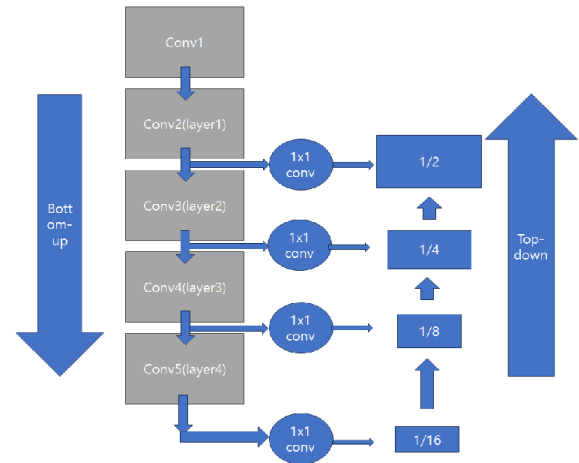 Conv1
Conv2(layer1)
1x1
conv
1/2
Conv3(layer2)
Bott
om-
up
1x1
conv
1/4
Top-
down
Conv4(layer3)
1x1
conv
1/8
Conv5(layer4)
1x1
conv
1/16